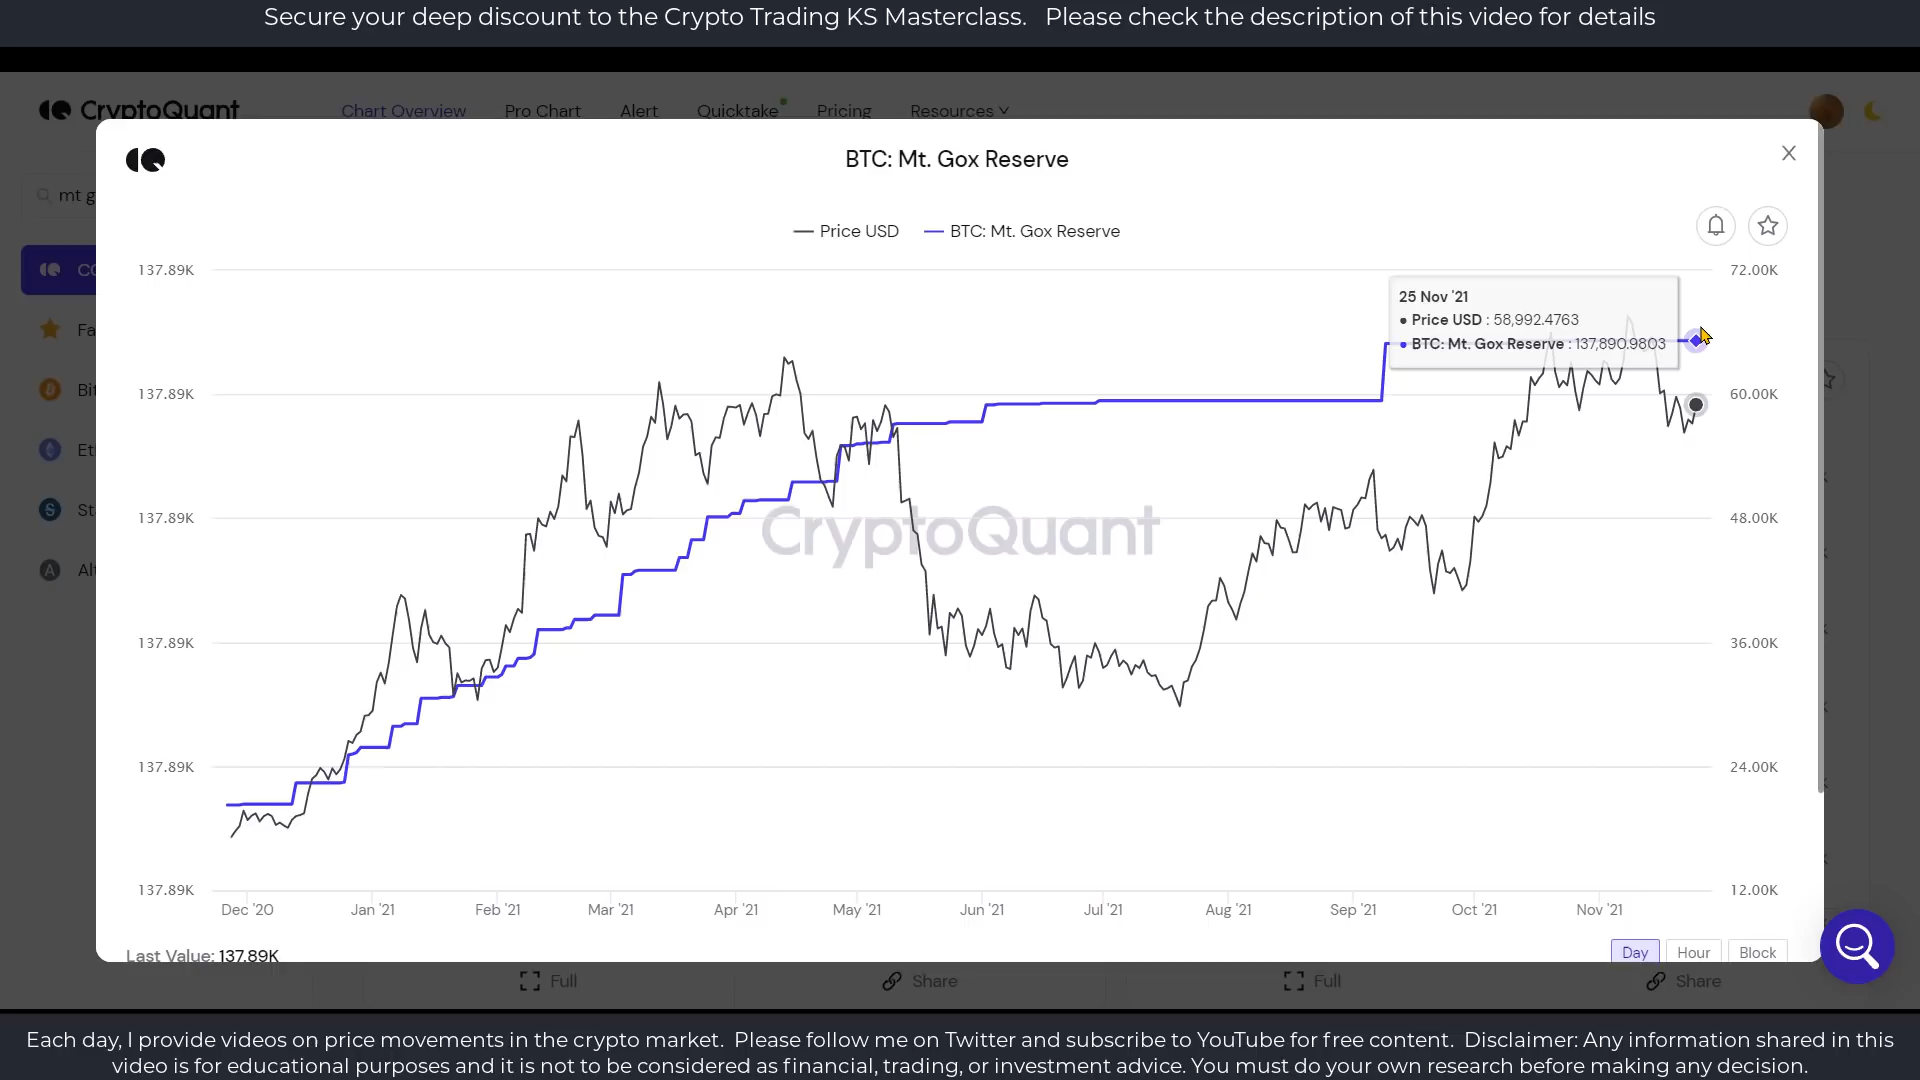 Secure your deep discount to the Crypto Trading KS Masterclass. Please check the description of this video for details
CryptoQuant
Chart Overview
Pro Chart
Alert
Quicktake
Pricing
Resources
BTC: Mt. Gox Reserve
mt g
Price USD
BTC: Mt. Gox Reserve
137.89K
72.00K
25 Nov '21
Price USD : 58,992.4763
BTC: Mt. Gox Reserve : 137,890.9803
Fa
137.89K
60.00K
Bit
Et
137.89K
48.00K
St
CryptoQuant
Alt
137.89K
36.00K
137.89K
24.00K
137.89K
12.00K
Dec '20
Jan '21
Feb '21
Mar '21
Apr '21
May '21
Jun '21
Jul '21
Aug '21
Sep '21
Oct '21
Nov '21
Last Value: 137.89K
Day
Hour
Block
Full
Share
Full
Share
Each day, I provide videos on price movements in the crypto market. Please follow me on Twitter and subscribe to YouTube for free content. Disclaimer: Any information shared in this
video is for educational purposes and it is not to be considered as financial, trading, or investment advice. You must do your own research before making any decision.